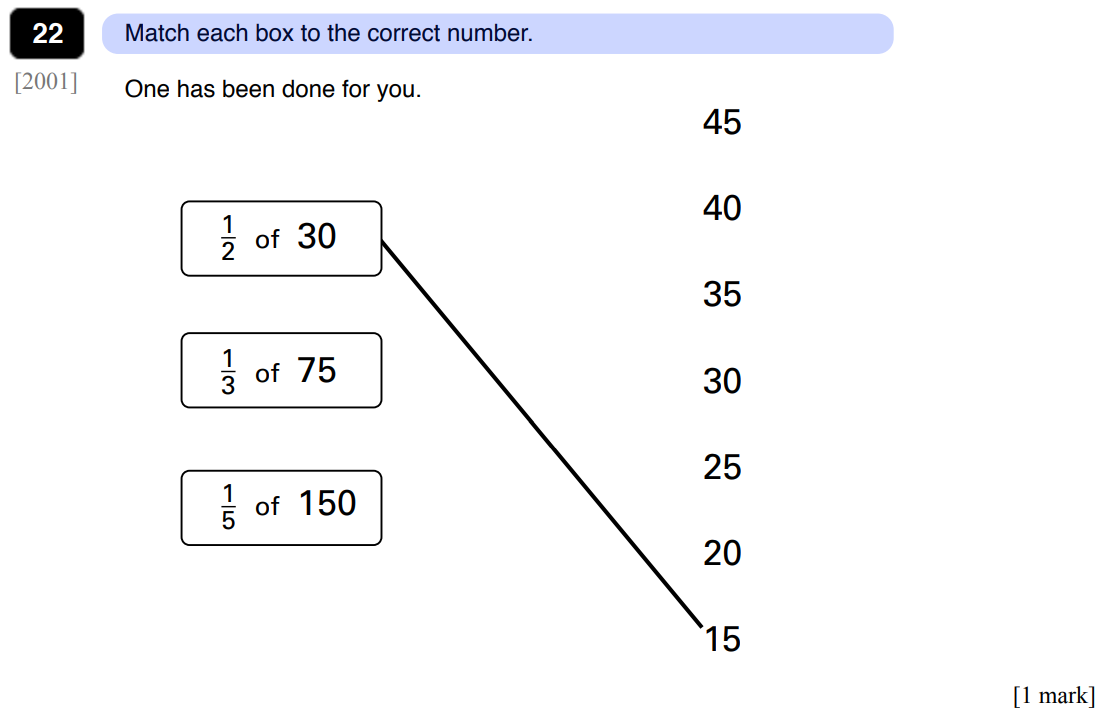 22 Match each box to the correct number.
[2001] One has been done for you.
45
40
1/2 of 30
35
1/3 of 75
30
25
1/5 of 150
20
15
[1 mark]